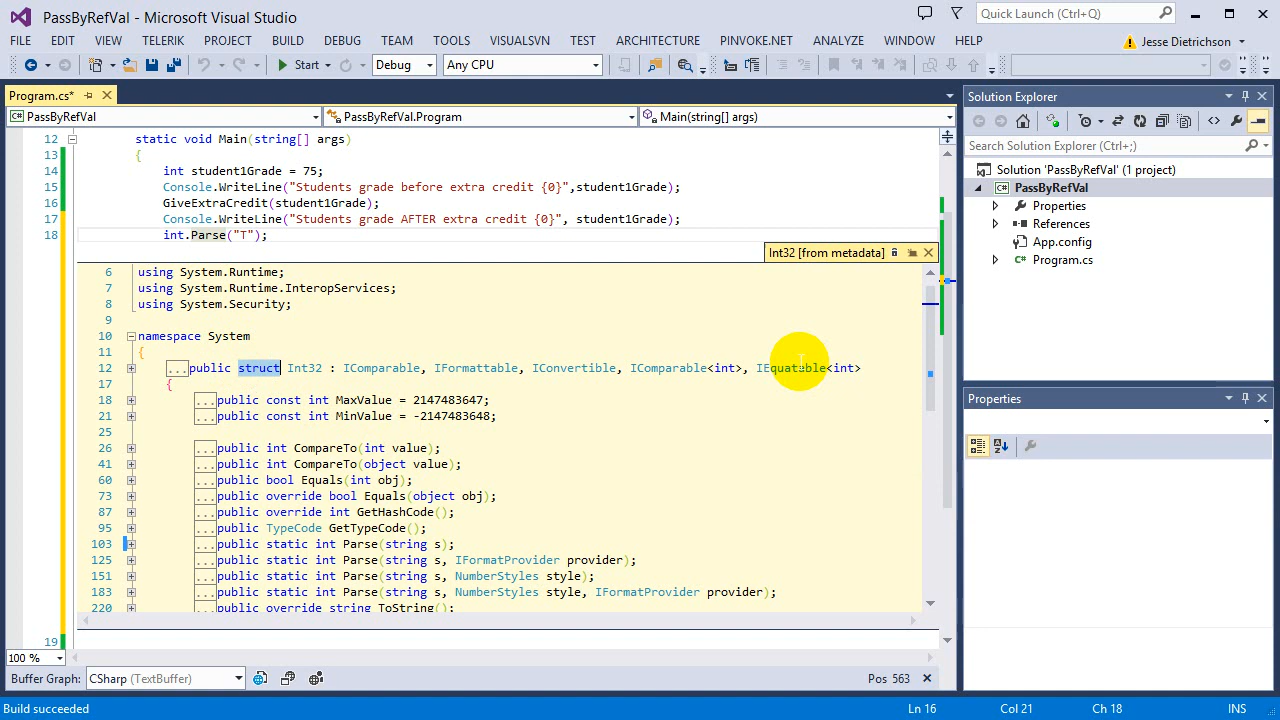 PassByRefVal - Microsoft Visual Studio
Quick Launch (Ctrl+Q)
FILE EDIT VIEW TELERIK PROJECT BUILD DEBUG TEAM TOOLS VISUALSVN TEST ARCHITECTURE PINVOKE.NET ANALYZE WINDOW HELP
Jesse Dietrichson
Start Debug Any CPU
Program.cs*
PassByRefVal PassByRefVal.Program Main(string[] args)
12 static void Main(string[] args)
13 {
14 int student1Grade = 75;
15 Console.WriteLine("Students grade before extra credit {0}",student1Grade);
16 GiveExtraCredit(student1Grade);
17 Console.WriteLine("Students grade AFTER extra credit {0}", student1Grade);
18 int.Parse("T");
Int32 [from metadata]
6 using System.Runtime;
7 using System.Runtime.InteropServices;
8 using System.Security;
9
10 namespace System
11 {
12 ...public struct Int32 : IComparable, IFormattable, IConvertible, IComparable<int>, IEquatable<int>
17 {
18 ...public const int MaxValue = 2147483647;
21 ...public const int MinValue = -2147483648;
25
26 ...public int CompareTo(int value);
41 ...public int CompareTo(object value);
60 ...public bool Equals(int obj);
73 ...public override bool Equals(object obj);
87 ...public override int GetHashCode();
95 ...public TypeCode GetTypeCode();
103 ...public static int Parse(string s);
125 ...public static int Parse(string s, IFormatProvider provider);
151 ...public static int Parse(string s, NumberStyles style);
183 ...public static int Parse(string s, NumberStyles style, IFormatProvider provider);
220 ...public override string ToString();
19
100 %
Buffer Graph: CSharp (TextBuffer) Pos 563
Build succeeded Ln 16 Col 21 Ch 18 INS
Solution Explorer
Search Solution Explorer (Ctrl+;)
Solution 'PassByRefVal' (1 project)
PassByRefVal
Properties
References
App.config
Program.cs
Properties